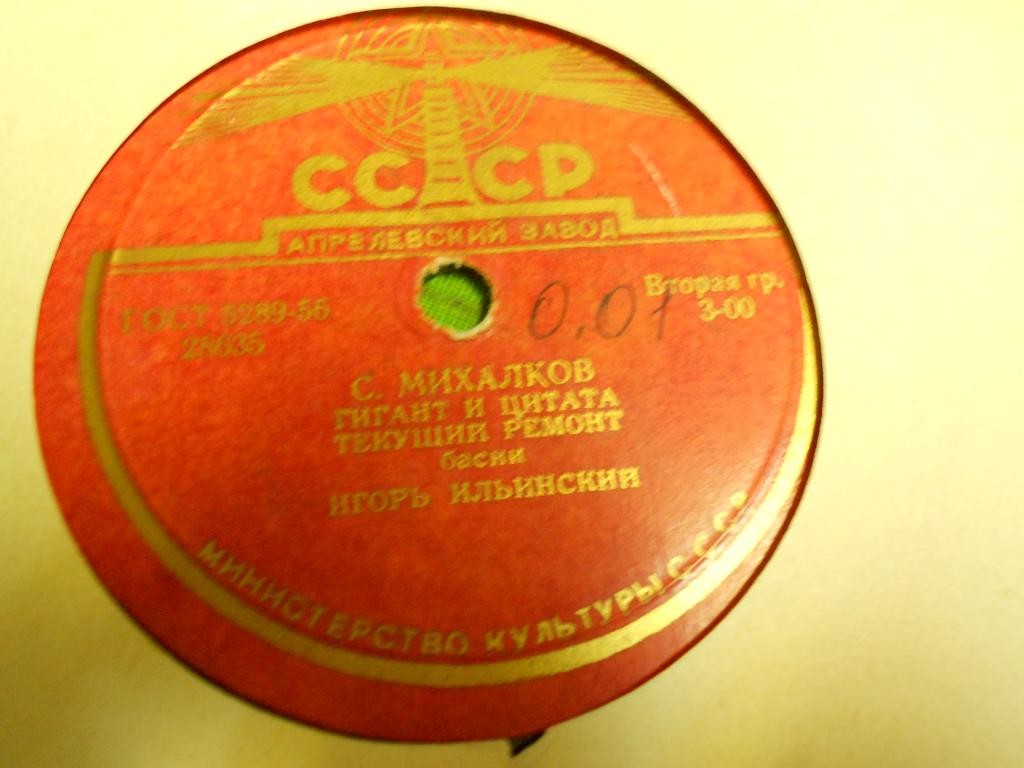 СССР
АПРЕЛЕВСКИЙ ЗАВОД
ГОСТ 5289-56
28635
0,01
Вторая гр.
3-00
С. МИХАЛКОВ
ГИГАНТ И ЦИТАТА
ТЕКУЩИЙ РЕМОНТ
басни
ИГОРЬ ИЛЬИНСКИЙ
МИНИСТЕРСТВО КУЛЬТУРЫ СССР